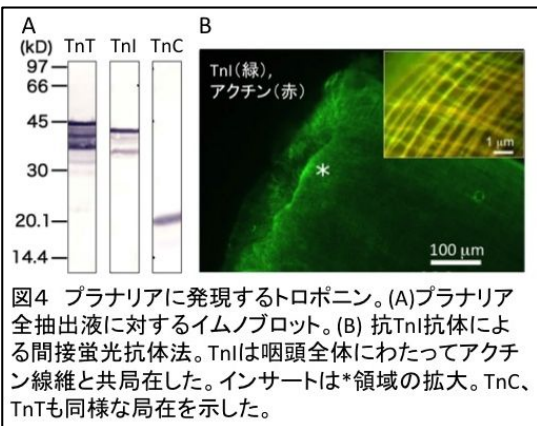 A
B
(kD) TnT TnI TnC
97
66
45
30
20.1
14.4
TnI(緑),
アクチン(赤)
*
1 μm
100 μm
図4 プラナリアに発現するトロポニン。(A)プラナリア
全抽出液に対するイムノブロット。(B) 抗TnI抗体によ
る間接蛍光抗体法。TnIは咽頭全体にわたってアクチ
ン線維と共局在した。インサートは*領域の拡大。TnC、
TnTも同様な局在を示した。